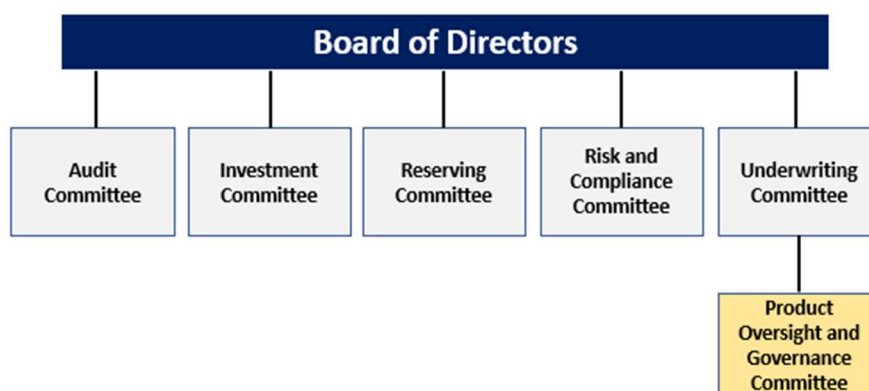 Board of Directors
Audit
Committee
Investment
Committee
Reserving
Committee
Risk and
Compliance
Committee
Underwriting
Committee
Product
Oversight and
Governance
Committee